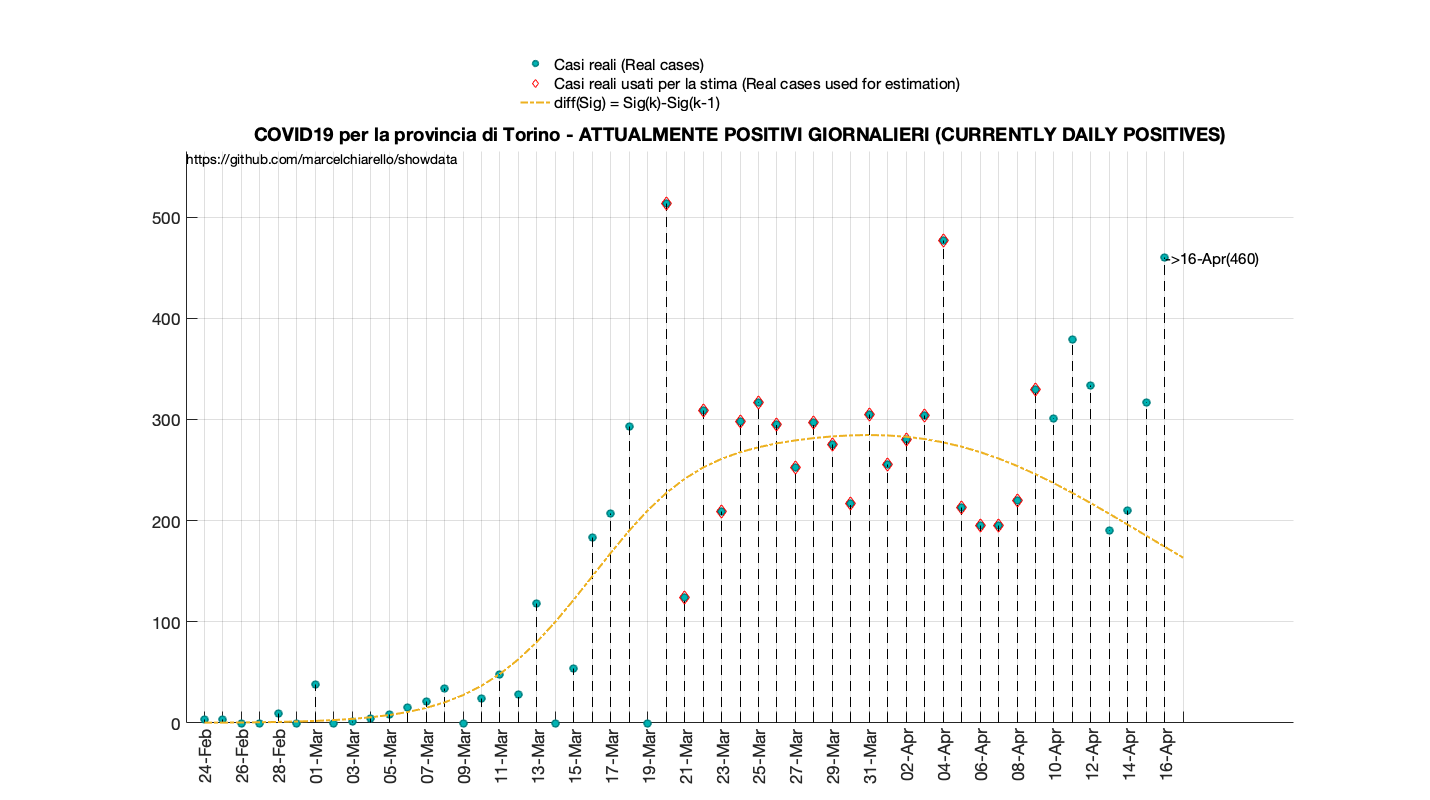 Casi reali (Real cases)
Casi reali usati per la stima (Real cases used for estimation)
diff(Sig) = Sig(k)-Sig(k-1)
COVID19 per la provincia di Torino - ATTUALMENTE POSITIVI GIORNALIERI (CURRENTLY DAILY POSITIVES)
https://github.com/marcelchiarello/showdata
500
400
300
200
100
0
->16-Apr(460)
24-Feb
26-Feb
28-Feb
01-Mar
03-Mar
05-Mar
07-Mar
09-Mar
11-Mar
13-Mar
15-Mar
17-Mar
19-Mar
21-Mar
23-Mar
25-Mar
27-Mar
29-Mar
31-Mar
02-Apr
04-Apr
06-Apr
08-Apr
10-Apr
12-Apr
14-Apr
16-Apr